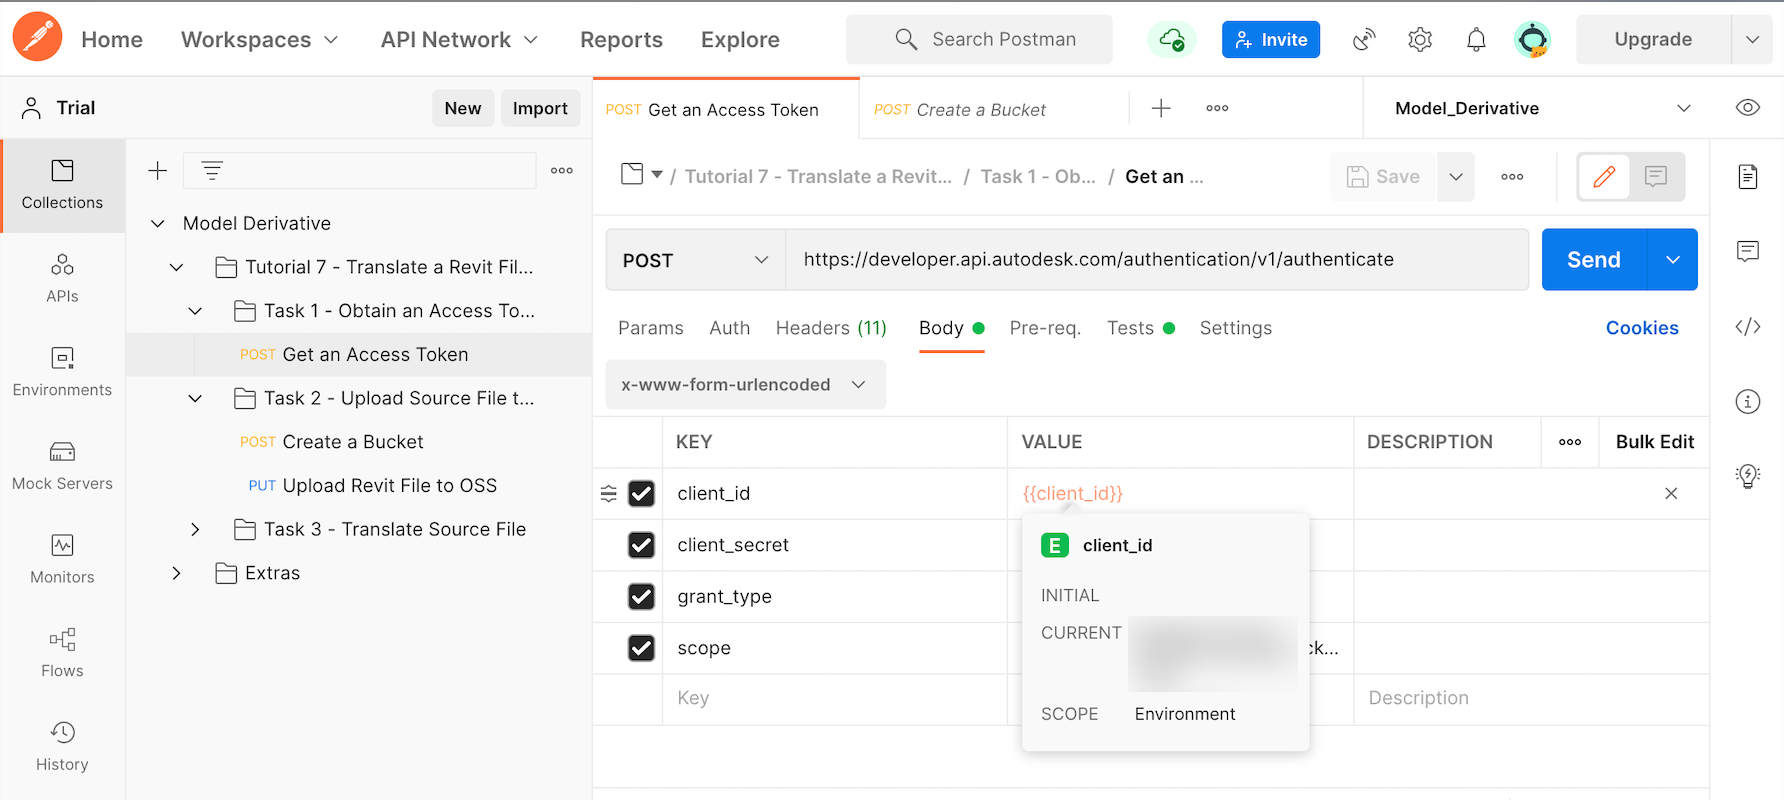 Home Workspaces API Network Reports Explore Search Postman Invite Upgrade
Trial New Import
POST Get an Access Token POST Create a Bucket Model_Derivative
Collections
APIs
Environments
Mock Servers
Monitors
Flows
History
Model Derivative
Tutorial 7 - Translate a Revit Fil...
Task 1 - Obtain an Access To...
POST Get an Access Token
Task 2 - Upload Source File t...
POST Create a Bucket
PUT Upload Revit File to OSS
Task 3 - Translate Source File
Extras
/ Tutorial 7 - Translate a Revit... / Task 1 - Ob... / Get an ... Save
POST https://developer.api.autodesk.com/authentication/v1/authenticate Send
Params Auth Headers (11) Body Pre-req. Tests Settings Cookies
x-www-form-urlencoded
KEY VALUE DESCRIPTION Bulk Edit
client_id {{client_id}}
client_secret
grant_type
scope ck...
Key Description
E client_id
INITIAL
CURRENT
SCOPE Environment